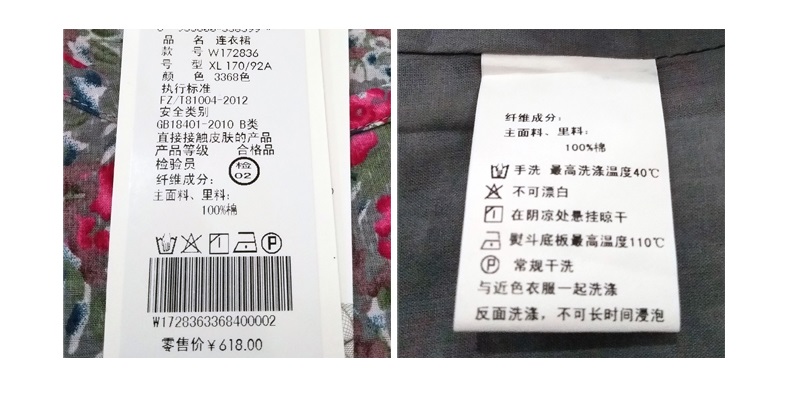 品 名 连衣裙
款 号 W172836
号 型 XL 170/92A
颜 色 3368色
执行标准
FZ/T81004-2012
安全类别
GB18401-2010 B类
直接接触皮肤的产品
产品等级 合格品
检验员 检 02
纤维成分:
主面料、里料:
100%棉
W1728363368400002
零售价¥618.00
纤维成分:
主面料、里料:
100%棉
手洗 最高洗涤温度40℃
不可漂白
在阴凉处悬挂晾干
熨斗底板最高温度110℃
P 常规干洗
与近色衣服一起洗涤
反面洗涤,不可长时间浸泡